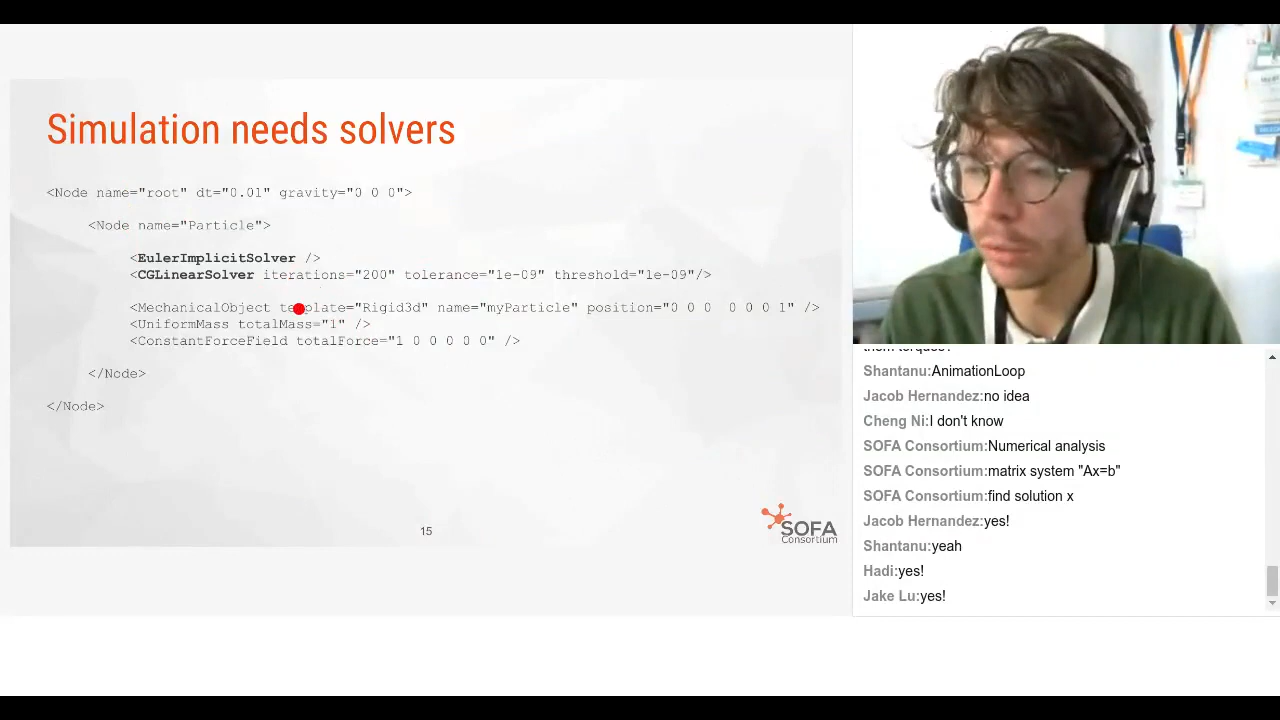 Simulation needs solvers
<Node name="root" dt="0.01" gravity="0 0 0">
<Node name="Particle">
<EulerImplicitSolver />
<CGLinearSolver iterations="200" tolerance="1e-09" threshold="1e-09"/>
<MechanicalObject template="Rigid3d" name="myParticle" position="0 0 0  0 0 0 1" />
<UniformMass totalMass="1" />
<ConstantForceField totalForce="1 0 0 0 0 0" />
</Node>
</Node>
15
SOFA
Consortium
them torques?
Shantanu:AnimationLoop
Jacob Hernandez:no idea
Cheng Ni:I don't know
SOFA Consortium:Numerical analysis
SOFA Consortium:matrix system "Ax=b"
SOFA Consortium:find solution x
Jacob Hernandez:yes!
Shantanu:yeah
Hadi:yes!
Jake Lu:yes!